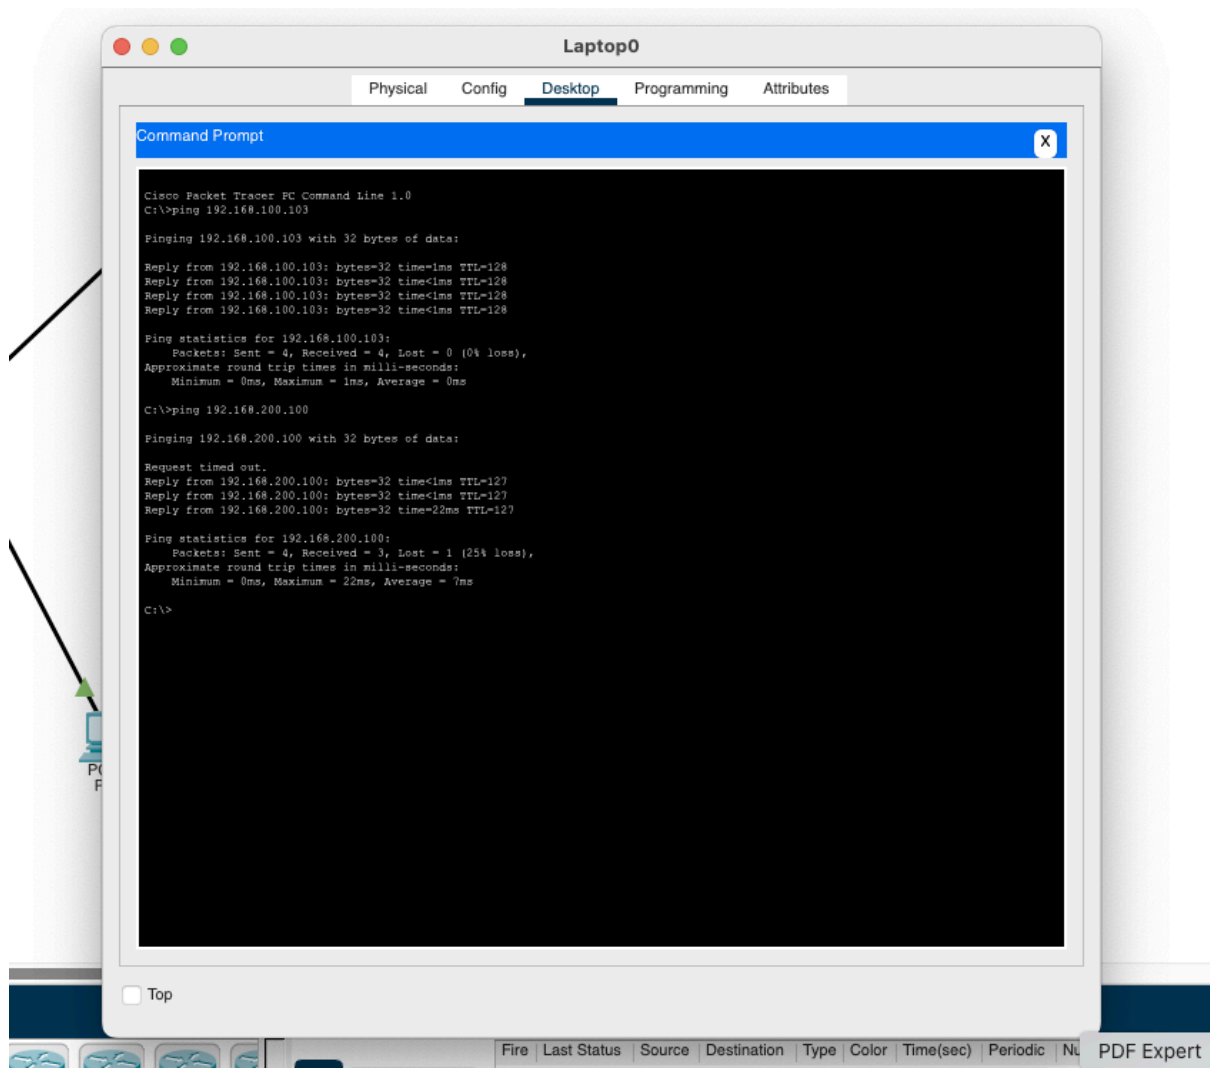 Laptop0
Physical Config Desktop Programming Attributes
Command Prompt
X
Cisco Packet Tracer PC Command Line 1.0
C:\>ping 192.168.100.103
Pinging 192.168.100.103 with 32 bytes of data:
Reply from 192.168.100.103: bytes=32 time=1ms TTL=128
Reply from 192.168.100.103: bytes=32 time<1ms TTL=128
Reply from 192.168.100.103: bytes=32 time<1ms TTL=128
Reply from 192.168.100.103: bytes=32 time<1ms TTL=128
Ping statistics for 192.168.100.103:
Packets: Sent = 4, Received = 4, Lost = 0 (0% loss),
Approximate round trip times in milli-seconds:
Minimum = 0ms, Maximum = 1ms, Average = 0ms
C:\>ping 192.168.200.100
Pinging 192.168.200.100 with 32 bytes of data:
Request timed out.
Reply from 192.168.200.100: bytes=32 time<1ms TTL=127
Reply from 192.168.200.100: bytes=32 time<1ms TTL=127
Reply from 192.168.200.100: bytes=32 time=22ms TTL=127
Ping statistics for 192.168.200.100:
Packets: Sent = 4, Received = 3, Lost = 1 (25% loss),
Approximate round trip times in milli-seconds:
Minimum = 0ms, Maximum = 22ms, Average = 7ms
C:\>
Top
Fire Last Status Source Destination Type Color Time(sec) Periodic
PDF Expert